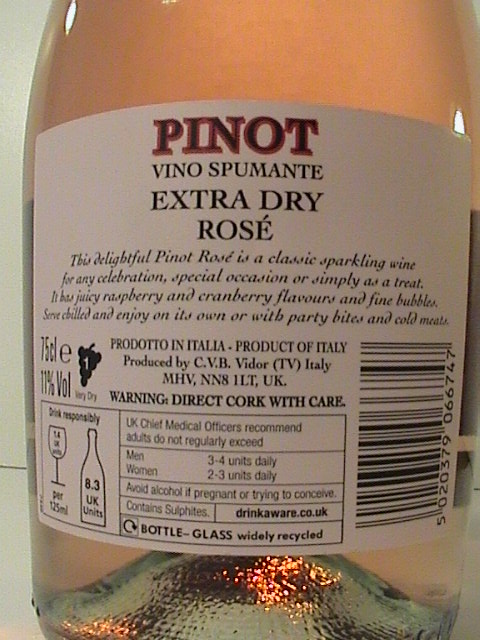 PINOT
VINO SPUMANTE
EXTRA DRY
ROSÉ
This delightful Pinot Rosé is a classic sparkling wine
for any celebration, special occasion or simply as a treat.
It has juicy raspberry and cranberry flavours and fine bubbles.
Serve chilled and enjoy on its own or with party bites and cold meats.
75cl e
11% Vol
1
Very Dry
PRODOTTO IN ITALIA - PRODUCT OF ITALY
Produced by C.V.B. Vidor (TV) Italy
MHV, NN8 1LT, UK.
WARNING: DIRECT CORK WITH CARE.
Drink responsibly
1.4
UK
units
per
125ml
8.3
UK
Units
UK Chief Medical Officers recommend
adults do not regularly exceed
Men 3-4 units daily
Women 2-3 units daily
Avoid alcohol if pregnant or trying to conceive.
Contains Sulphites. drinkaware.co.uk
BOTTLE– GLASS widely recycled
5 020379 066747